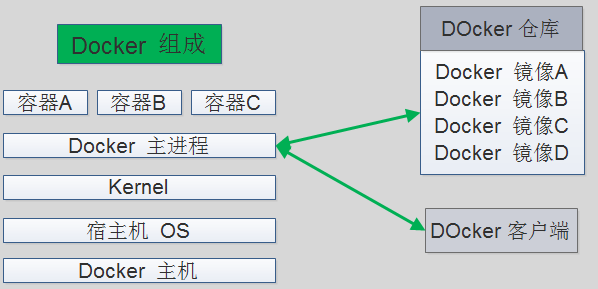 Docker 组成
容器A 容器B 容器C
Docker 主进程
Kernel
宿主机 OS
Docker 主机
DOcker 仓库
Docker 镜像A
Docker 镜像B
Docker 镜像C
Docker 镜像D
DOcker 客户端